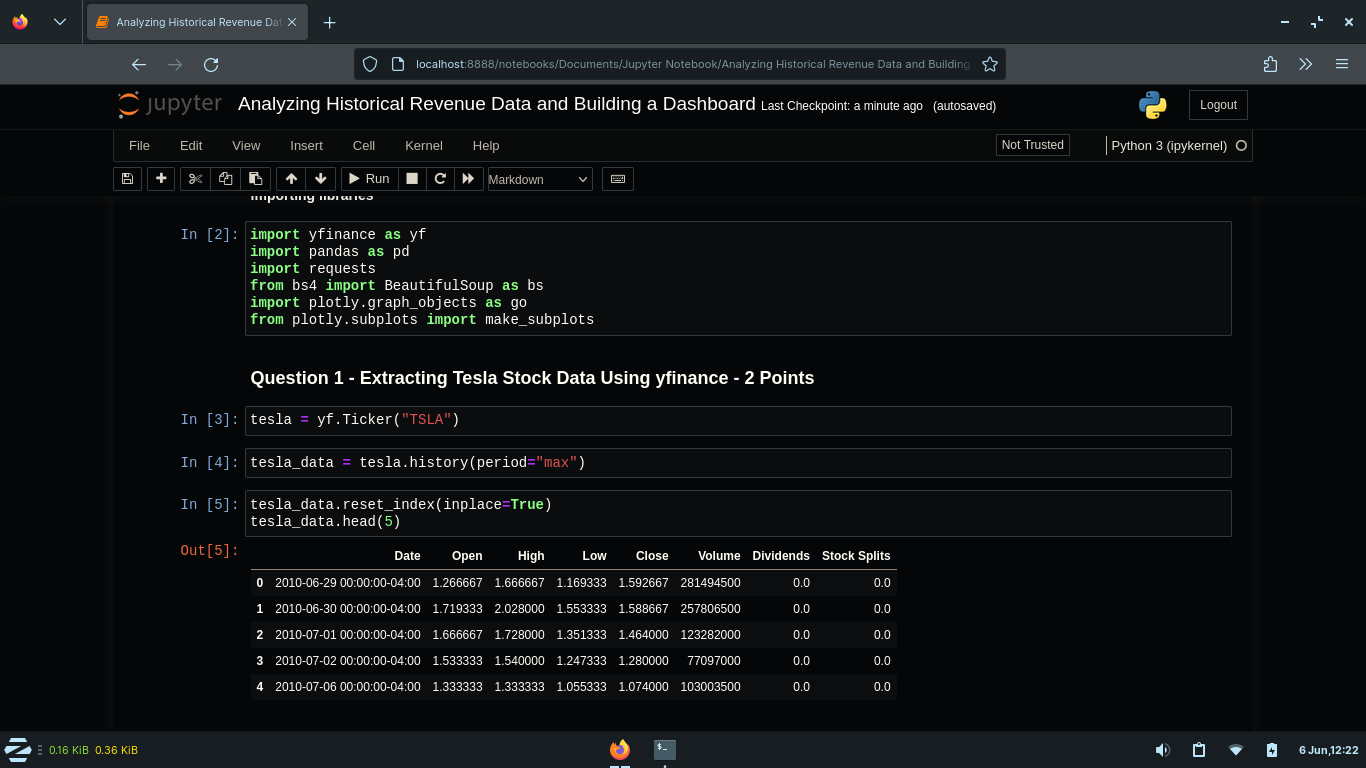 Analyzing Historical Revenue Dat
localhost:8888/notebooks/Documents/Jupyter Notebook/Analyzing Historical Revenue Data and Building
jupyter Analyzing Historical Revenue Data and Building a Dashboard Last Checkpoint: a minute ago (autosaved) Logout
File Edit View Insert Cell Kernel Help Not Trusted Python 3 (ipykernel)
Run Markdown
Importing libraries
In [2]: import yfinance as yf
import pandas as pd
import requests
from bs4 import BeautifulSoup as bs
import plotly.graph_objects as go
from plotly.subplots import make_subplots
Question 1 - Extracting Tesla Stock Data Using yfinance - 2 Points
In [3]: tesla = yf.Ticker("TSLA")
In [4]: tesla_data = tesla.history(period="max")
In [5]: tesla_data.reset_index(inplace=True)
tesla_data.head(5)
Out[5]:
Date Open High Low Close Volume Dividends Stock Splits
0 2010-06-29 00:00:00-04:00 1.266667 1.666667 1.169333 1.592667 281494500 0.0 0.0
1 2010-06-30 00:00:00-04:00 1.719333 2.028000 1.553333 1.588667 257806500 0.0 0.0
2 2010-07-01 00:00:00-04:00 1.666667 1.728000 1.351333 1.464000 123282000 0.0 0.0
3 2010-07-02 00:00:00-04:00 1.533333 1.540000 1.247333 1.280000 77097000 0.0 0.0
4 2010-07-06 00:00:00-04:00 1.333333 1.333333 1.055333 1.074000 103003500 0.0 0.0
0.16 KiB 0.36 KiB $- 6 Jun,12:22